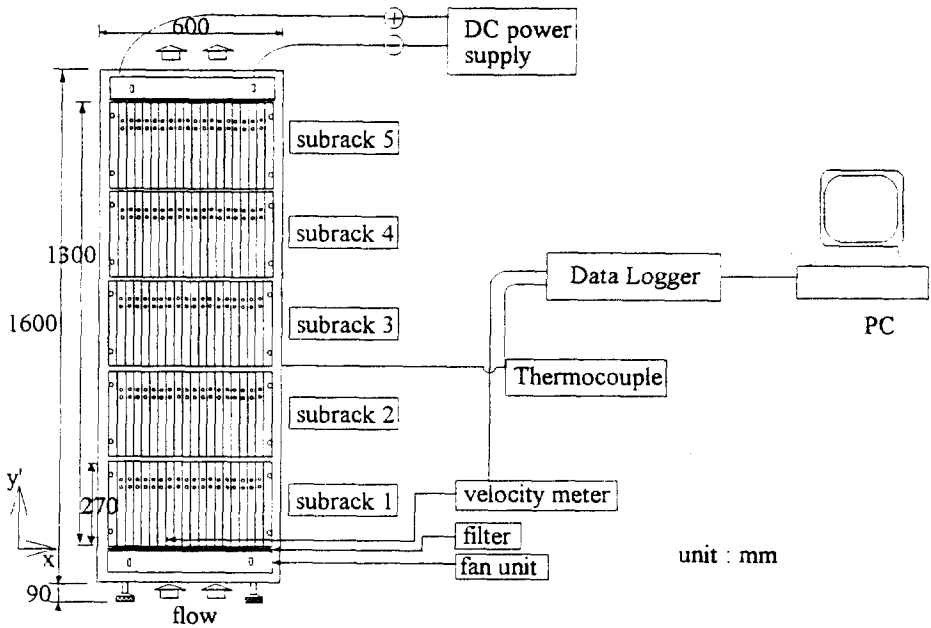 600
+
−
DC power
supply
subrack 5
subrack 4
1300
Data Logger
1600
subrack 3
PC
Thermocouple
subrack 2
y'
270
subrack 1
velocity meter
x
filter
fan unit
unit : mm
90
flow